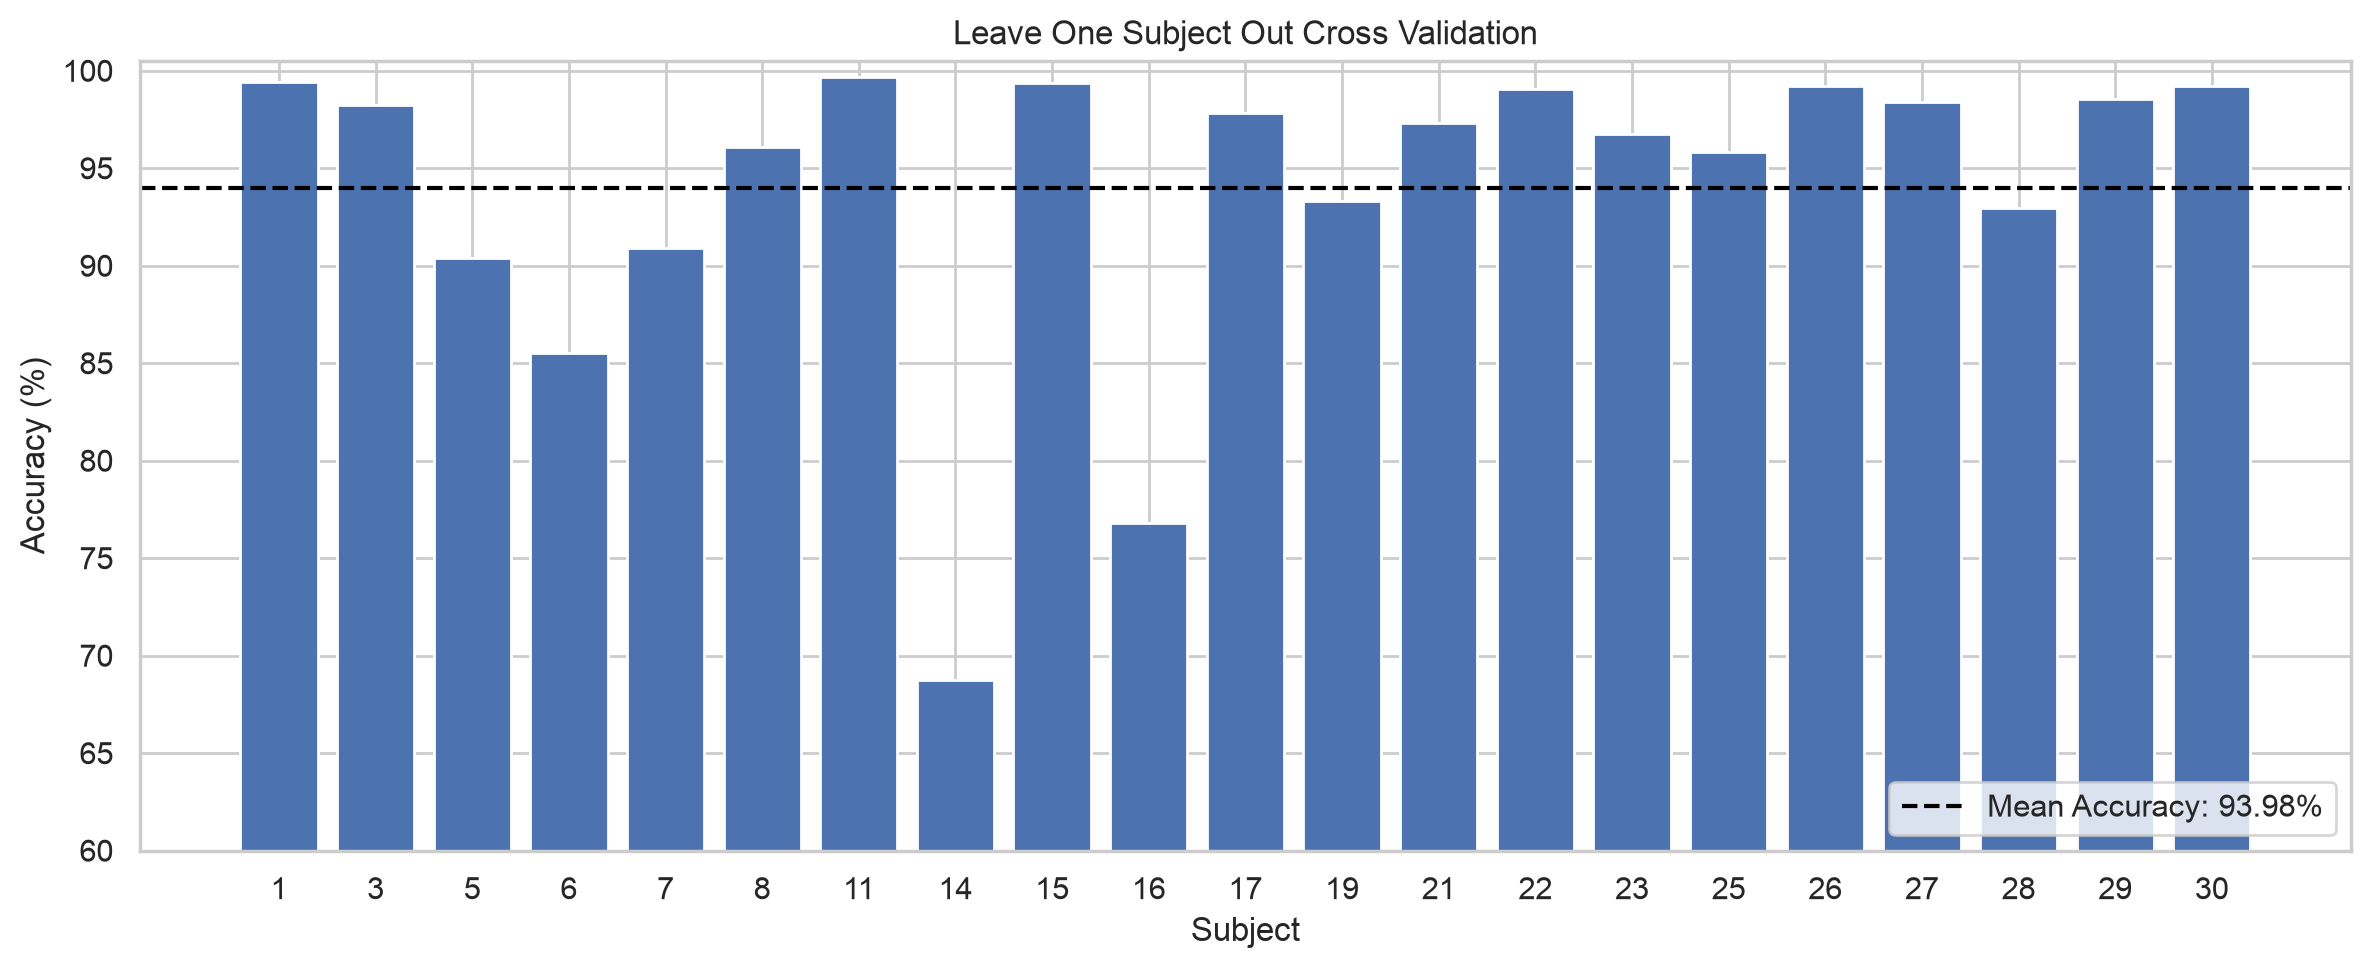 Leave One Subject Out Cross Validation
Accuracy (%)
100
95
90
85
80
75
70
65
60
Mean Accuracy: 93.98%
1 3 5 6 7 8 11 14 15 16 17 19 21 22 23 25 26 27 28 29 30
Subject